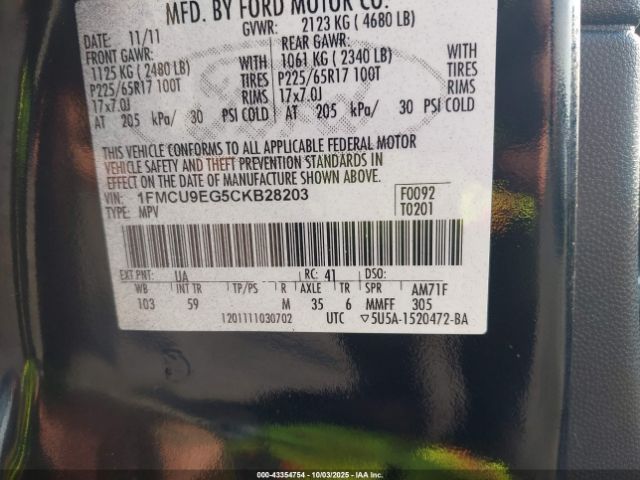 MFD. BY FORD MOTOR CO.
DATE: 11/11 GVWR: 2123 KG ( 4680 LB)
FRONT GAWR: REAR GAWR:
1125 KG ( 2480 LB) WITH 1061 KG ( 2340 LB) WITH
P225/65R17 100T TIRES P225/65R17 100T TIRES
17x7.0J RIMS 17x7.0J RIMS
AT 205 kPa/ 30 PSI COLD AT 205 kPa/ 30 PSI COLD
THIS VEHICLE CONFORMS TO ALL APPLICABLE FEDERAL MOTOR
VEHICLE SAFETY AND THEFT PREVENTION STANDARDS IN
EFFECT ON THE DATE OF MANUFACTURE SHOWN ABOVE.
VIN: 1FMCU9EG5CKB28203 F0092
TYPE: MPV T0201
EXT PNT: UA RC: 41 DSO:
WB INT TR TP/PS R AXLE TR SPR AM71F
103 59 M 35 6 MMFF 305
1201111030702 UTC ▽5U5A-1520472-BA
10-43354754 - 10/03/2025 - IAAI Branding